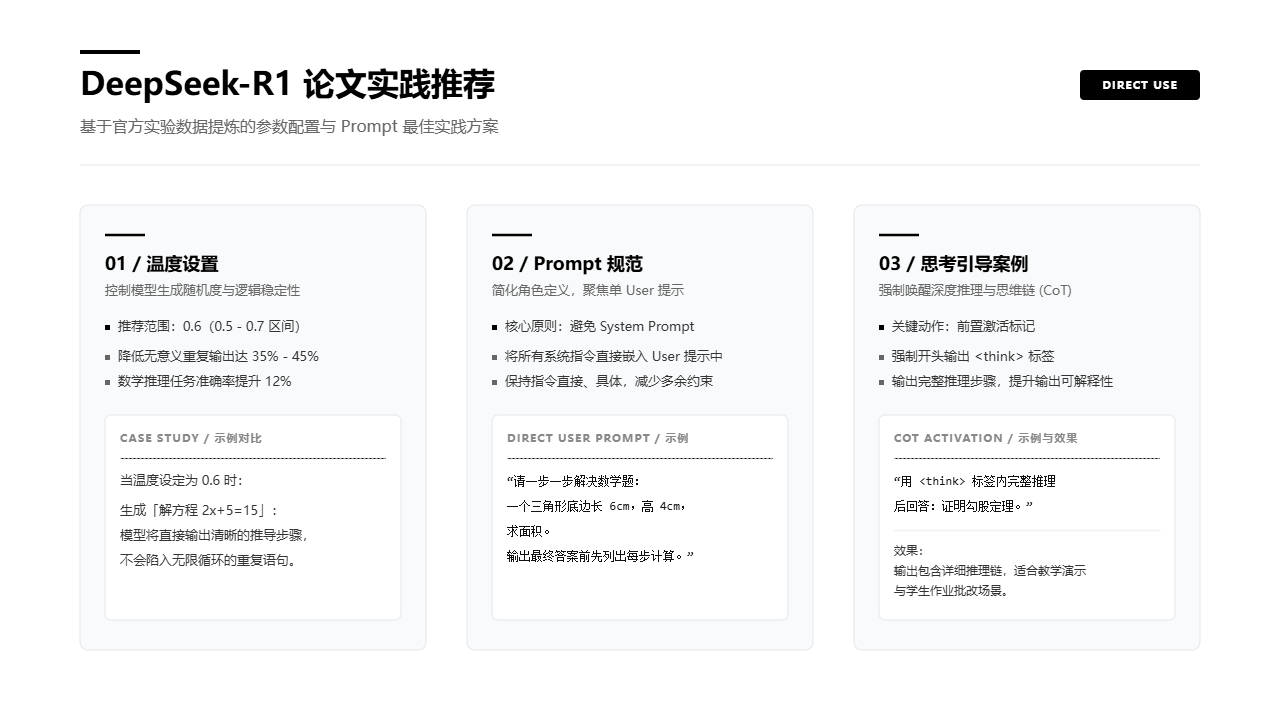 DeepSeek-R1 论文实践推荐
DIRECT USE
基于官方实验数据提炼的参数配置与 Prompt 最佳实践方案
01 / 温度设置
控制模型生成随机度与逻辑稳定性
推荐范围：0.6（0.5 - 0.7 区间）
降低无意义重复输出达 35% - 45%
数学推理任务准确率提升 12%
CASE STUDY / 示例对比
当温度设定为 0.6 时：
生成「解方程 2x+5=15」：
模型将直接输出清晰的推导步骤，
不会陷入无限循环的重复语句。
02 / Prompt 规范
简化角色定义，聚焦单 User 提示
核心原则：避免 System Prompt
将所有系统指令直接嵌入 User 提示中
保持指令直接、具体，减少多余约束
DIRECT USER PROMPT / 示例
“请一步一步解决数学题：
一个三角形底边长 6cm，高 4cm，
求面积。
输出最终答案前先列出每步计算。”
03 / 思考引导案例
强制唤醒深度推理与思维链 (CoT)
关键动作：前置激活标记
强制开头输出 <think> 标签
输出完整推理步骤，提升输出可解释性
COT ACTIVATION / 示例与效果
“用 <think> 标签内完整推理
后回答：证明勾股定理。”
效果：
输出包含详细推理链，适合教学演示
与学生作业批改场景。